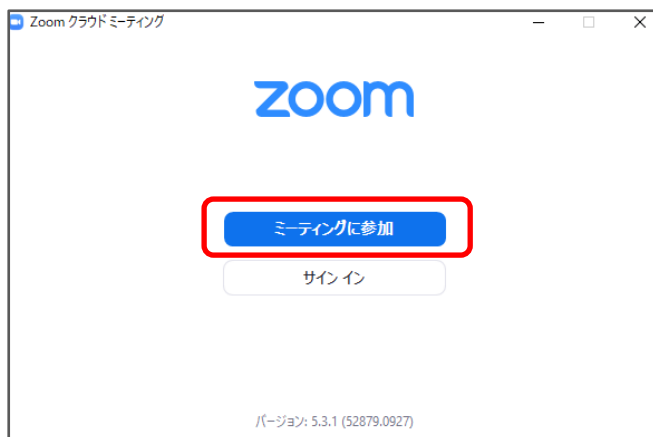 Zoom クラウド ミーティング
zoom
ミーティングに参加
サイン イン
バージョン: 5.3.1 (52879.0927)